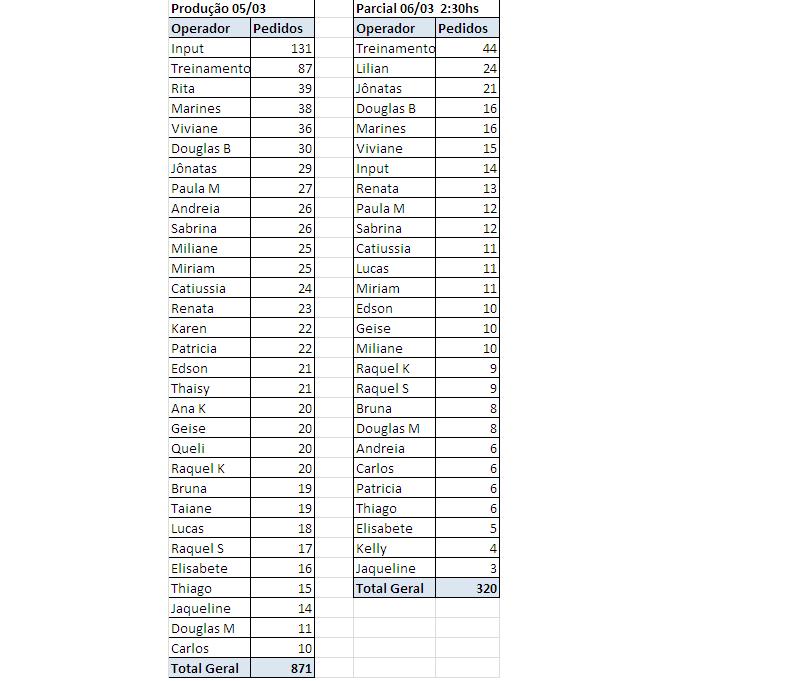 Produção 05/03 Parcial 06/03 2:30hs
Operador Pedidos Operador Pedidos
Input 131 Treinamento 44
Treinamento 87 Lilian 24
Rita 39 Jônatas 21
Marines 38 Douglas B 16
Viviane 36 Marines 16
Douglas B 30 Viviane 15
Jônatas 29 Input 14
Paula M 27 Renata 13
Andreia 26 Paula M 12
Sabrina 26 Sabrina 12
Miliane 25 Catiussia 11
Miriam 25 Lucas 11
Catiussia 24 Miriam 11
Renata 23 Edson 10
Karen 22 Geise 10
Patricia 22 Miliane 10
Edson 21 Raquel K 9
Thaisy 21 Raquel S 9
Ana K 20 Bruna 8
Geise 20 Douglas M 8
Queli 20 Andreia 6
Raquel K 20 Carlos 6
Bruna 19 Patricia 6
Taiane 19 Thiago 6
Lucas 18 Elisabete 5
Raquel S 17 Kelly 4
Elisabete 16 Jaqueline 3
Thiago 15 Total Geral 320
Jaqueline 14
Douglas M 11
Carlos 10
Total Geral 871